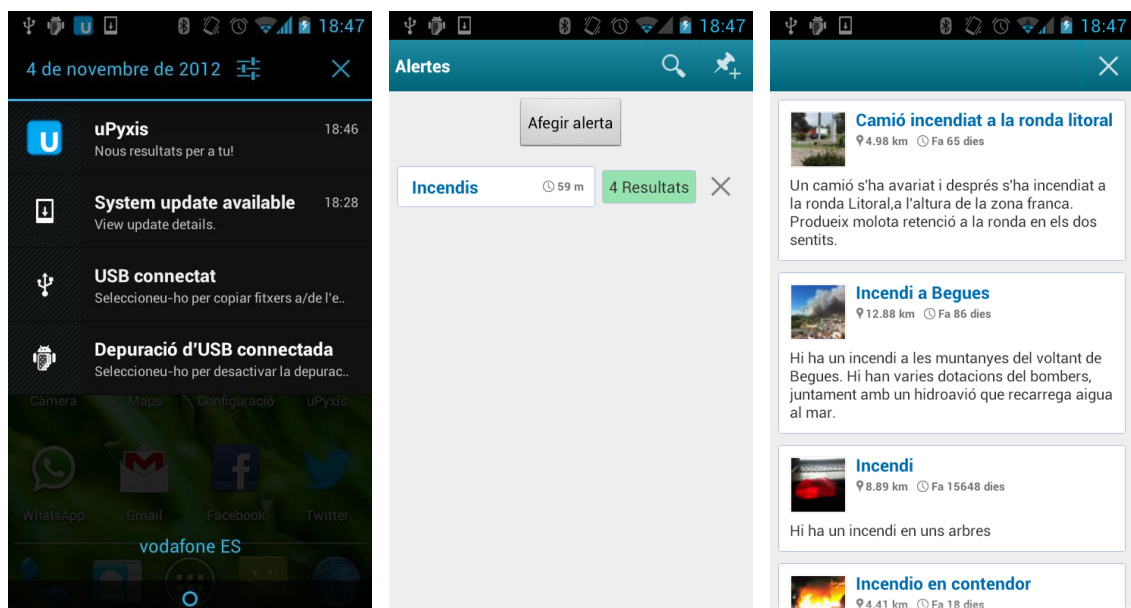 18:47
4 de novembre de 2012
uPyxis
18:46
Nous resultats per a tu!
System update available
18:28
View update details.
USB connectat
Seleccioneu-ho per copiar fitxers a/de l'e..
Depuració d'USB connectada
Seleccioneu-ho per desactivar la depurac..
Càmera Maps Configuració uPyxis
WhatsApp Gmail Facebook Twitter
vodafone ES
18:47
Alertes
Afegir alerta
Incendis
59 m
4 Resultats
18:47
Camió incendiat a la ronda litoral
4.98 km Fa 65 dies
Un camió s'ha avariat i després s'ha incendiat a
la ronda Litoral,a l'altura de la zona franca.
Produeix molota retenció a la ronda en els dos
sentits.
Incendi a Begues
12.88 km Fa 86 dies
Hi ha un incendi a les muntanyes del voltant de
Begues. Hi han varies dotacions del bombers,
juntament amb un hidroavió que recarrega aigua
al mar.
Incendi
8.89 km Fa 15648 dies
Hi ha un incendi en uns arbres
Incendio en contendor
4.41 km Fa 18 dies